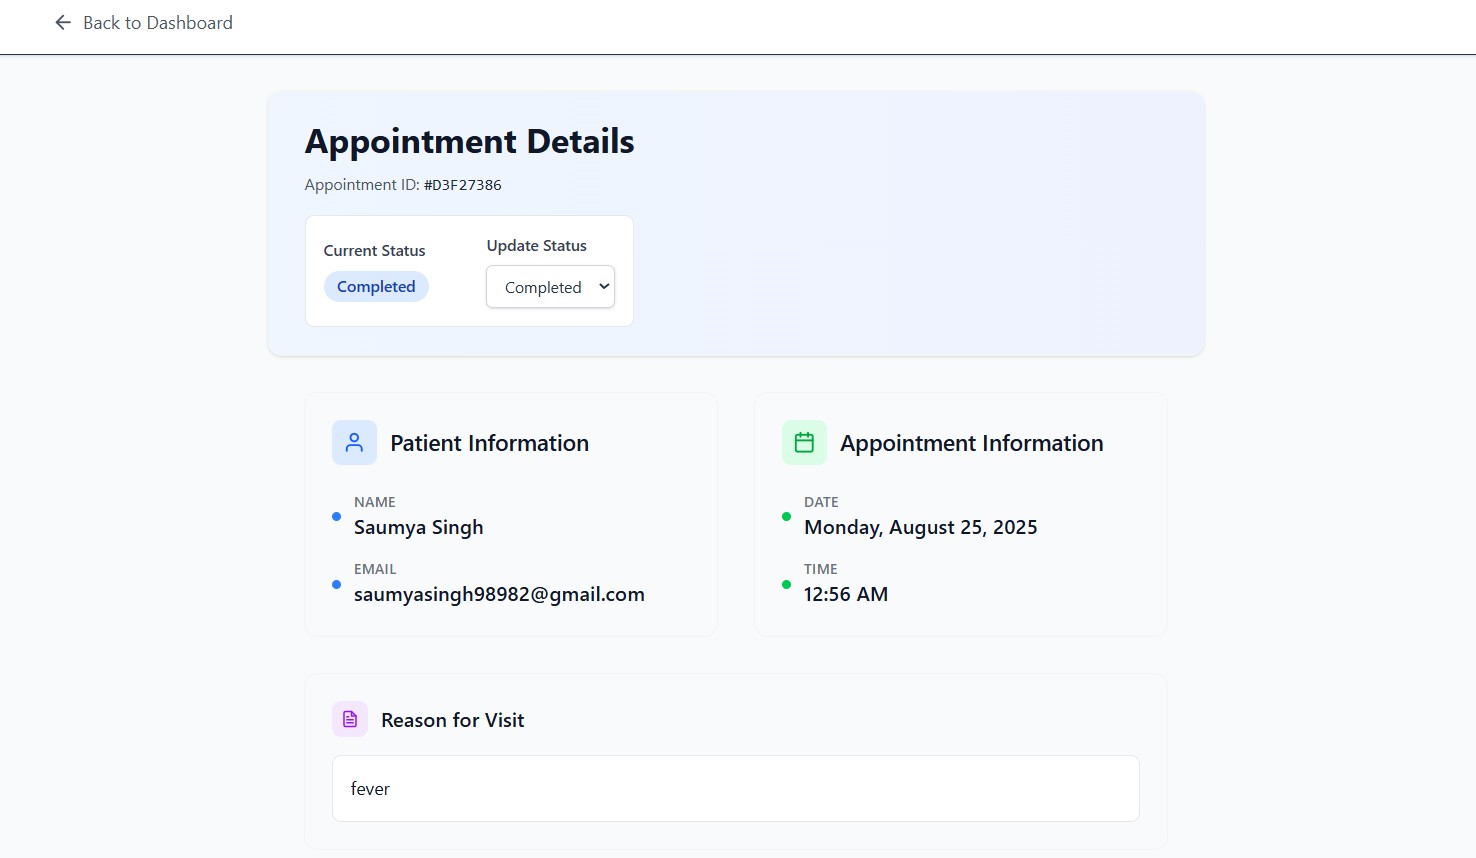 Back to Dashboard
Appointment Details
Appointment ID: #D3F27386
Current Status
Completed
Update Status
Completed
Patient Information
NAME
Saumya Singh
EMAIL
saumyasingh98982@gmail.com
Appointment Information
DATE
Monday, August 25, 2025
TIME
12:56 AM
Reason for Visit
fever